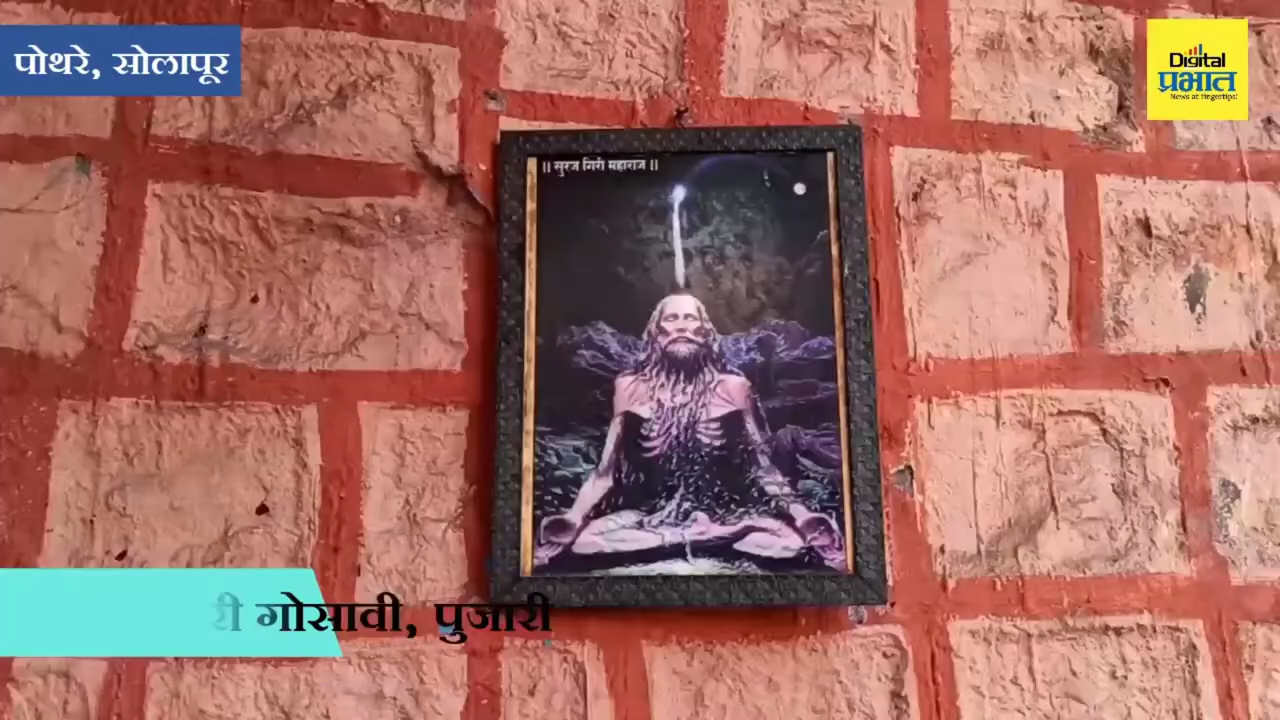 पोथरे, सोलापूर
Digital
प्रभात
News at fingertips!
|| सुरज गिरी महाराज ||
री गोसावी, पुजारी